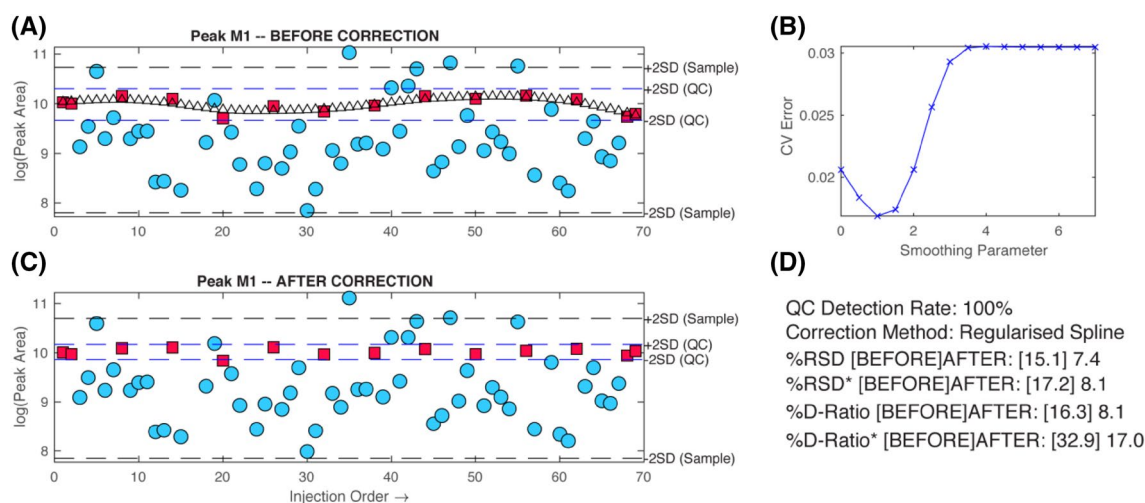 (A)
Peak M1 -- BEFORE CORRECTION
log(Peak Area)
11
10
9
8
+2SD (Sample)
+2SD (QC)
-2SD (QC)
-2SD (Sample)
0 10 20 30 40 50 60 70
(B)
CV Error
0.03
0.025
0.02
0 2 4 6
Smoothing Parameter
(C)
Peak M1 -- AFTER CORRECTION
log(Peak Area)
11
10
9
8
+2SD (Sample)
+2SD (QC)
-2SD (QC)
-2SD (Sample)
0 10 20 30 40 50 60 70
Injection Order →
(D)
QC Detection Rate: 100%
Correction Method: Regularised Spline
%RSD [BEFORE]AFTER: [15.1] 7.4
%RSD* [BEFORE]AFTER: [17.2] 8.1
%D-Ratio [BEFORE]AFTER: [16.3] 8.1
%D-Ratio* [BEFORE]AFTER: [32.9] 17.0